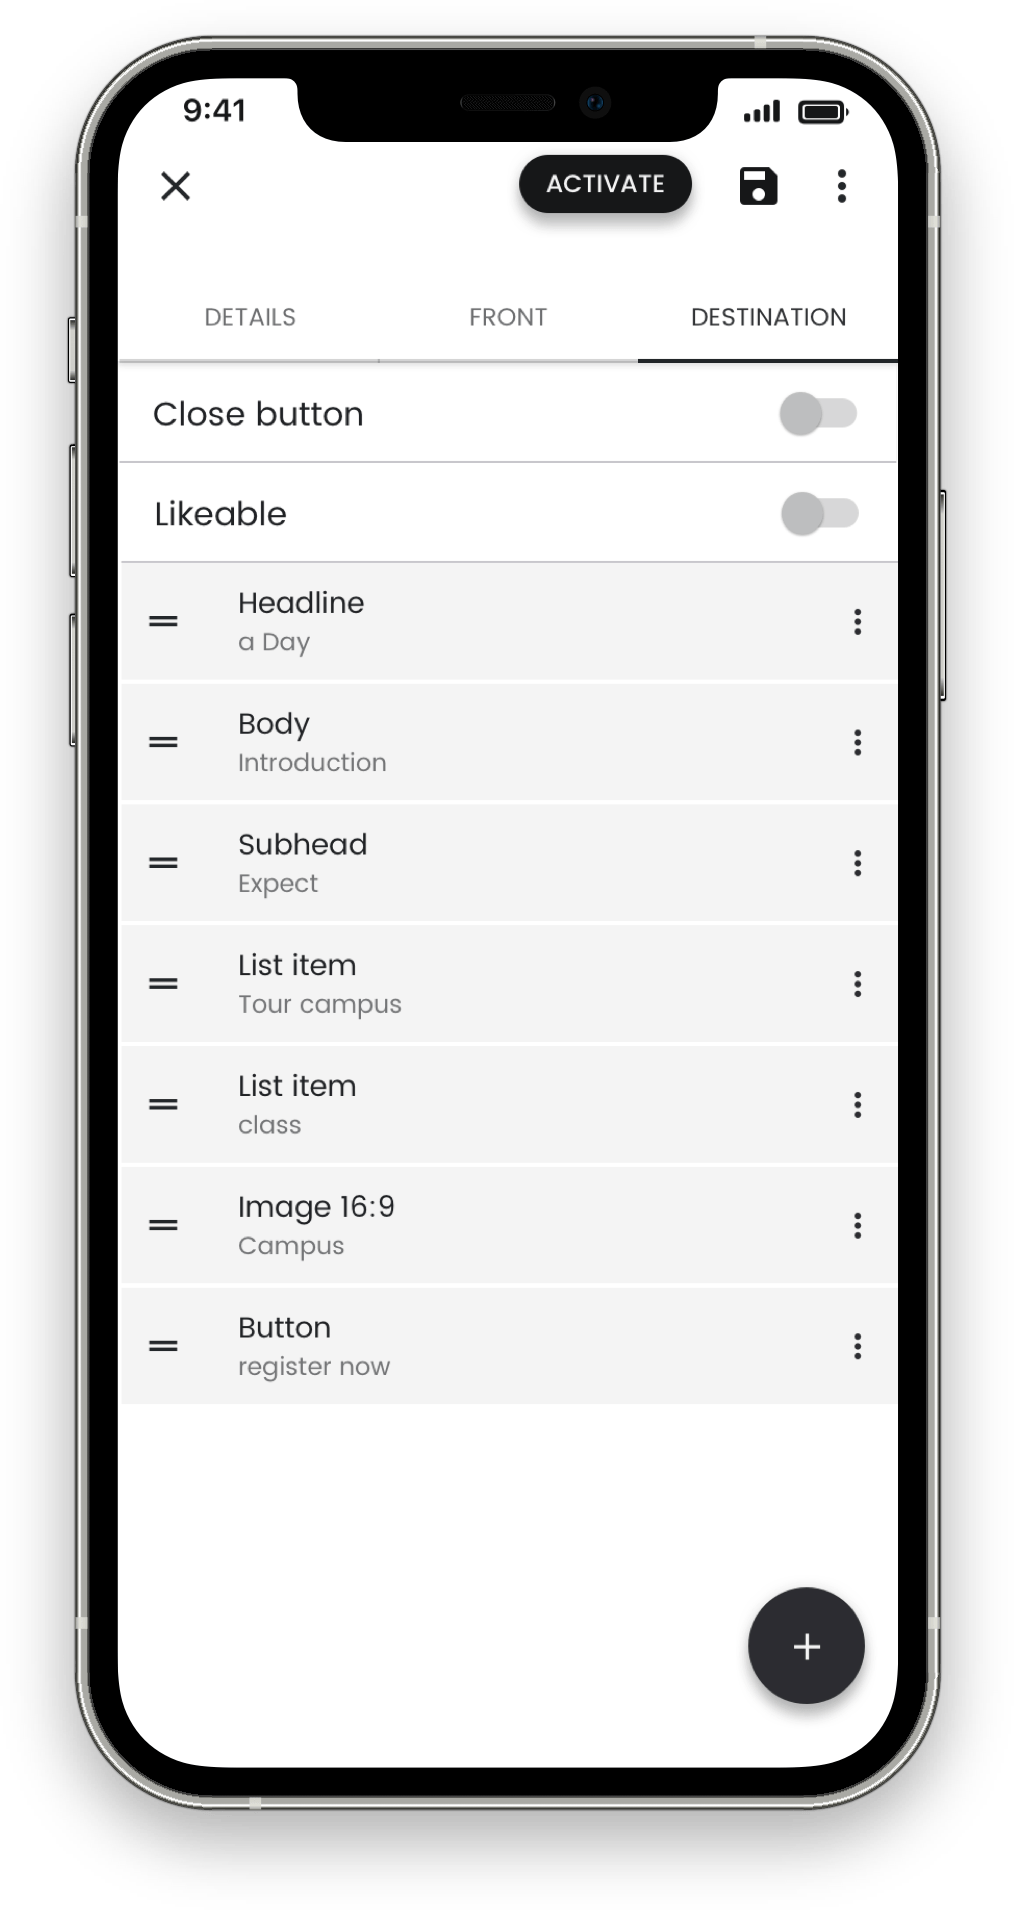 9:41
ACTIVATE
DETAILS FRONT DESTINATION
Close button
Likeable
Headline
a Day
Body
Introduction
Subhead
Expect
List item
Tour campus
List item
class
Image 16:9
Campus
Button
register now